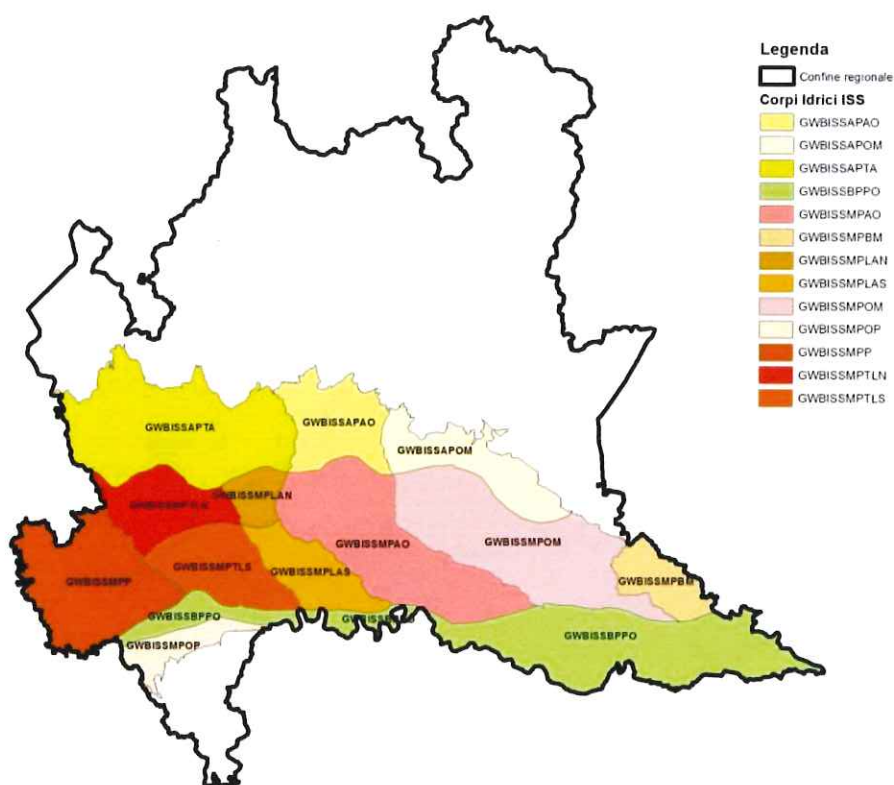 Legenda
Confine regionale
Corpi Idrici ISS
GWBISSAPAO
GWBISSAPOM
GWBISSAPTA
GWBISSBPPO
GWBISSMPAO
GWBISSMPBM
GWBISSMPLAN
GWBISSMPLAS
GWBISSMPOM
GWBISSMPOP
GWBISSMPP
GWBISSMPTLN
GWBISSMPTLS
GWBISSAPTA
GWBISSAPAO
GWBISSAPOM
GWBISSMPLAN
GWBISSMPTLN
GWBISSMPAO
GWBISSMPOM
GWBISSMPTLS
GWBISSMPLAS
GWBISSMPP
GWBISSMPBM
GWBISSBPPO
GWBISSBPPO
GWBISSMPOP